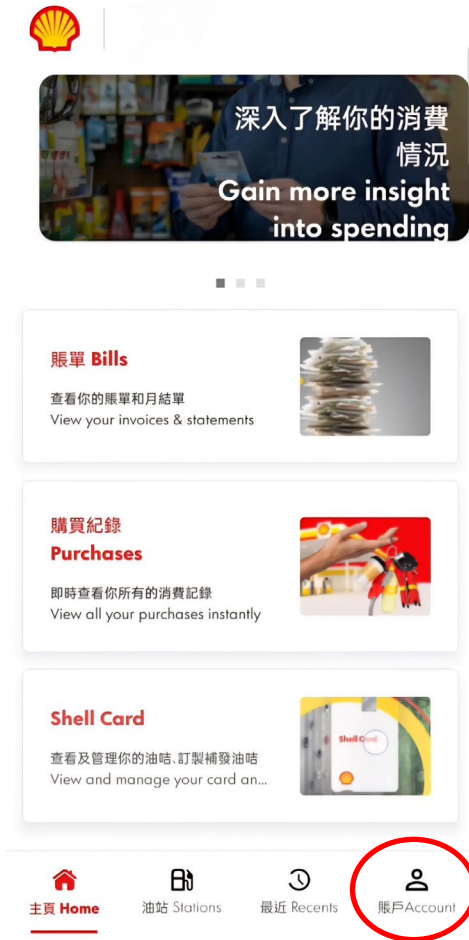 深入了解你的消費
情況
Gain more insight
into spending
賬單 Bills
查看你的賬單和月結單
View your invoices & statements
購買紀錄
Purchases
即時查看你所有的消費記錄
View all your purchases instantly
Shell Card
查看及管理你的油咭、訂製補發油咭
View and manage your card an...
Shell Card
主頁 Home
油站 Stations
最近 Recents
賬戶Account